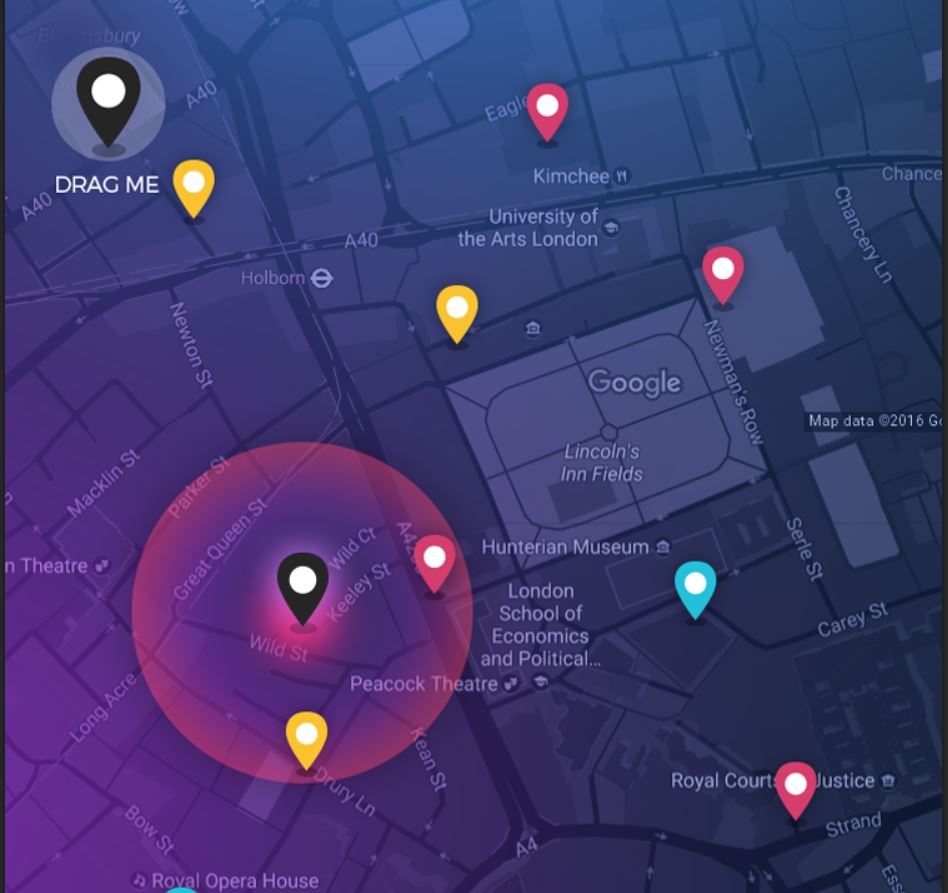 Bloomsbury
A40
Eagle
DRAG ME
Kimchee
Chance
A40
University of
the Arts London
A40
Chancery Ln
Holborn
Newton St
Newman's Row
Google
Map data ©2016 Go
Lincoln's
Inn Fields
Macklin St
Parker St
Great Queen St
Wild Ct
Hunterian Museum
Serle St
n Theatre
Keeley St
London
School of
Economics
and Political...
Carey St
Wild St
Peacock Theatre
Long Acre
Kean St
Drury Ln
Royal Courts Justice
Strand
Bow St
A4
Royal Opera House
Ess